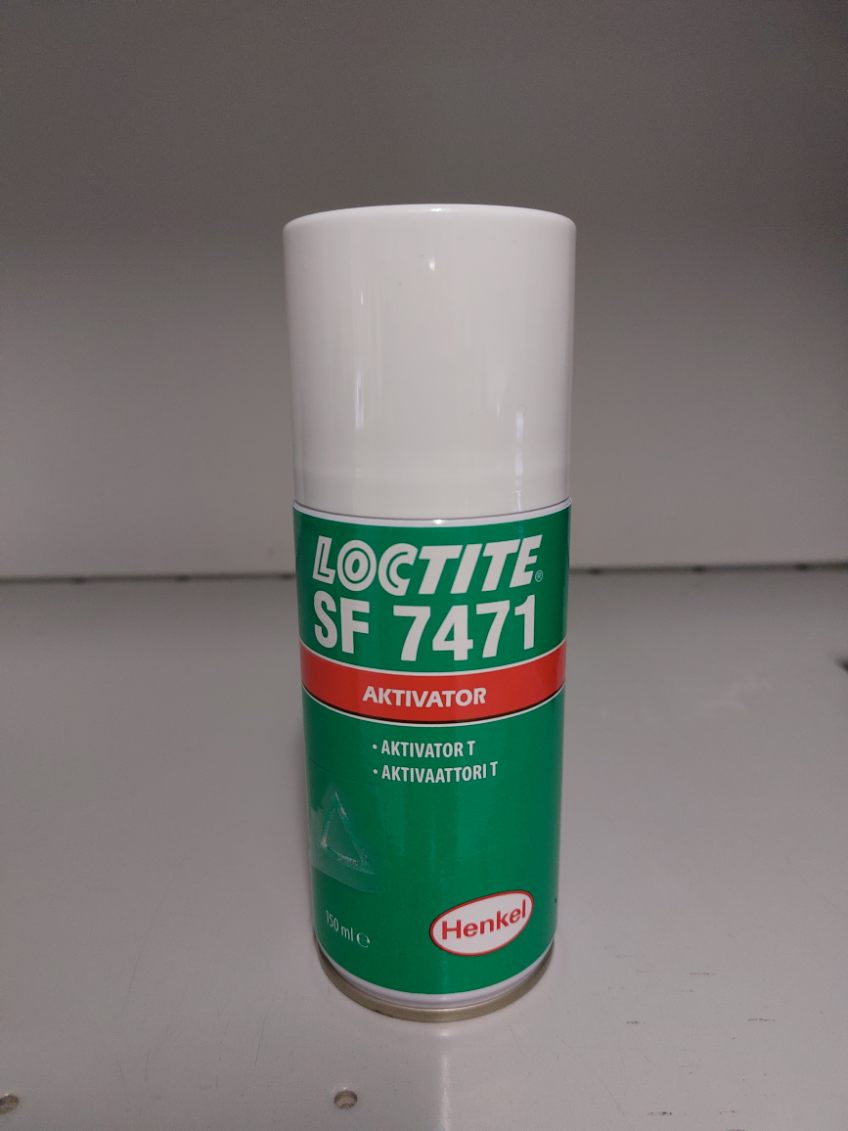 LOCTITE®
SF 7471
AKTIVATOR
• AKTIVATOR T
• AKTIVAATTORI T
150 ml ℮
Henkel